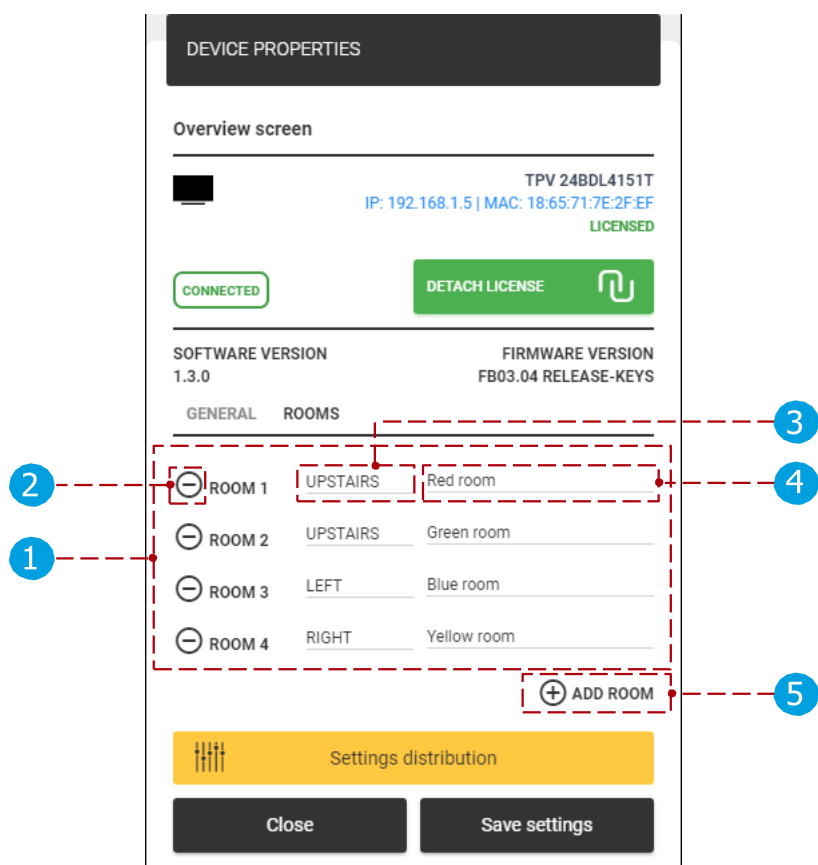 DEVICE PROPERTIES
Overview screen
TPV 24BDL4151T
IP: 192.168.1.5 | MAC: 18:65:71:7E:2F:EF
LICENSED
CONNECTED
DETACH LICENSE
SOFTWARE VERSION FIRMWARE VERSION
1.3.0 FB03.04 RELEASE-KEYS
GENERAL ROOMS
3
2 ROOM 1 UPSTAIRS Red room 4
ROOM 2 UPSTAIRS Green room
1
ROOM 3 LEFT Blue room
ROOM 4 RIGHT Yellow room
ADD ROOM 5
Settings distribution
Close Save settings